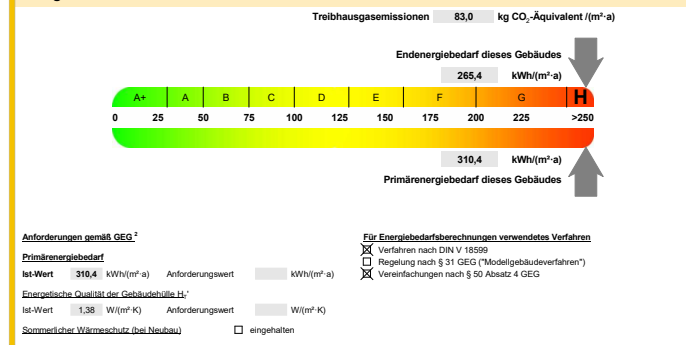 Treibhausgasemissionen 83,0 kg CO₂-Äquivalent /(m²·a)
Endenergiebedarf dieses Gebäudes
265,4 kWh/(m²·a)
A+ A B C D E F G H
0 25 50 75 100 125 150 175 200 225 >250
310,4 kWh/(m²·a)
Primärenergiebedarf dieses Gebäudes
Anforderungen gemäß GEG ²
Primärenergiebedarf
Ist-Wert 310,4 kWh/(m²·a) Anforderungswert kWh/(m²·a)
Energetische Qualität der Gebäudehülle H_T'
Ist-Wert 1,38 W/(m²·K) Anforderungswert W/(m²·K)
Sommerlicher Wärmeschutz (bei Neubau) ☐ eingehalten
Für Energiebedarfsberechnungen verwendetes Verfahren
☒ Verfahren nach DIN V 18599
☐ Regelung nach § 31 GEG ("Modellgebäudeverfahren")
☒ Vereinfachungen nach § 50 Absatz 4 GEG